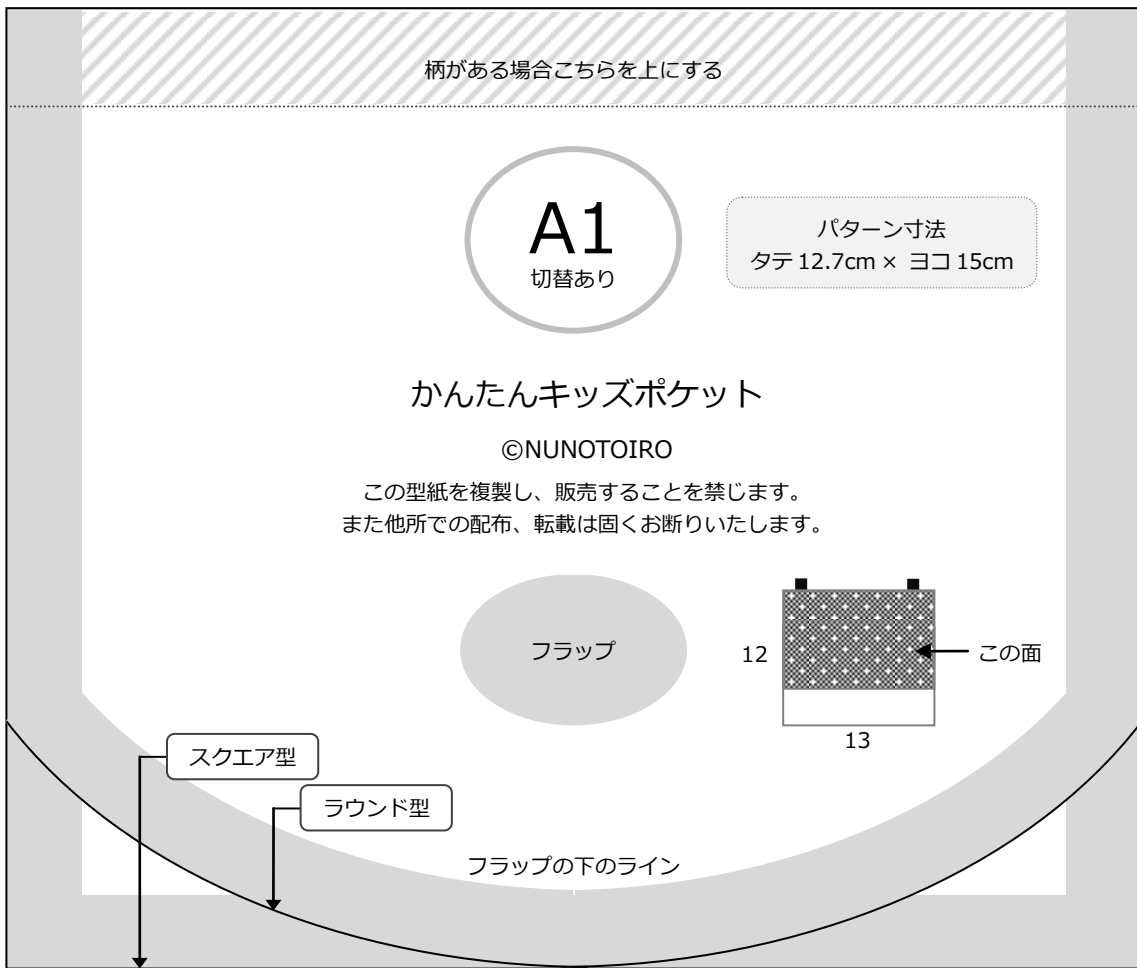 柄がある場合こちらを上にする
A1
切替あり
パターン寸法
タテ 12.7cm × ヨコ 15cm
かんたんキッズポケット
©NUNOTOIRO
この型紙を複製し、販売することを禁じます。
また他所での配布、転載は固くお断りいたします。
フラップ
12
この面
13
スクエア型
ラウンド型
フラップの下のライン